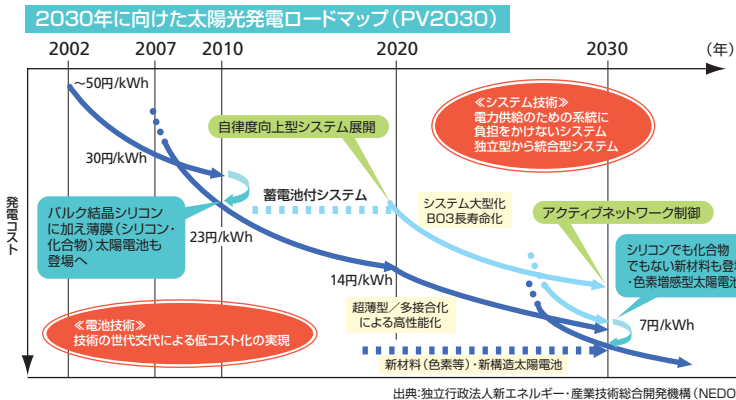 2030年に向けた太陽光発電ロードマップ(PV2030)
2002
2007
2010
2020
2030
(年)
発電コスト
~50円/kWh
30円/kWh
自律度向上型システム展開
≪システム技術≫
電力供給のための系統に
負担をかけないシステム
独立型から統合型システム
蓄電池付システム
バルク結晶シリコン
に加え薄膜(シリコン・
化合物)太陽電池も
登場へ
23円/kWh
システム大型化
BO3長寿命化
アクティブネットワーク制御
シリコンでも化合物
でもない新材料も登場
・色素増感型太陽電池
14円/kWh
超薄型/多接合化
による高性能化
7円/kWh
≪電池技術≫
技術の世代交代による低コスト化の実現
新材料(色素等)・新構造太陽電池
出典:独立行政法人新エネルギー・産業技術総合開発機構(NEDO